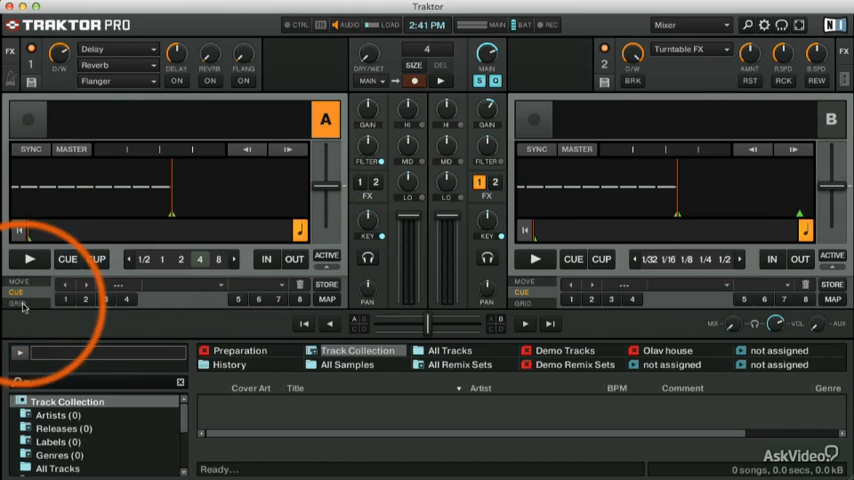 Traktor
TRAKTOR PRO
CTRL AUDIO LOAD 2:41 PM MAIN BAT REC Mixer NI
FX 1 D/W Delay Reverb Flanger DELAY REVRB FLANG ON ON ON
DRY/WET 4 SIZE DEL MAIN MAIN S Q
2 D/W Turntable FX AMNT R.SPD B.SPD FX
BRK RST RCK REW
A B
GAIN HI HI GAIN
SYNC MASTER SYNC MASTER
FILTER MID MID FILTER
1 2 LO LO 1 2
FX FX
KEY KEY
CUE CUP 1/2 1 2 4 8 IN OUT ACTIVE
CUE CUP 1/32 1/16 1/8 1/4 1/2 IN OUT ACTIVE
MOVE MOVE
CUE --- STORE CUE --- STORE
GRID 1 2 3 4 5 6 7 8 MAP PAN PAN GRID 1 2 3 4 5 6 7 8 MAP
A B C D A B C D MIX VOL AUX
Preparation Track Collection All Tracks Demo Tracks Olav house not assigned
History All Samples All Remix Sets Demo Remix Sets not assigned not assigned
Cover Art Title Artist BPM Comment Genre
Track Collection
Artists (0)
Releases (0)
Labels (0)
Genres (0)
All Tracks
Ready...
0 songs, 0.0 secs, 0.0 kB
AskVideo